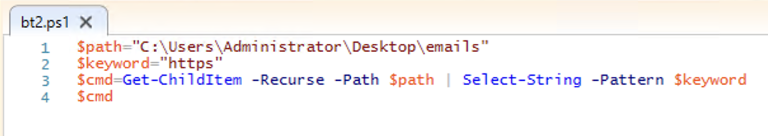 bt2.ps1 X
1 $path="C:\Users\Administrator\Desktop\emails"
2 $keyword="https"
3 $cmd=Get-ChildItem -Recurse -Path $path | Select-String -Pattern $keyword
4 $cmd